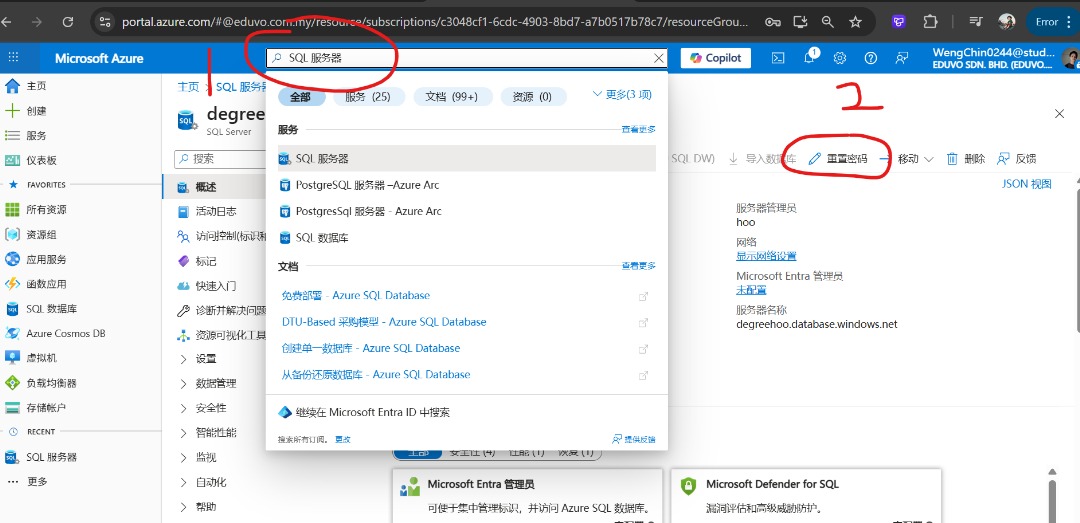 portal.azure.com/#@eduvo.com.my/resource/subscriptions/c3048cf1-6cdc-4903-8bd7-a7b0517b78c7/resourceGrou...
Error
Microsoft Azure
SQL 服务器
Copilot
1
WengChin0244@stud...
EDUVO SDN. BHD. (EDUVO....
1
2
主页
创建
服务
仪表板
FAVORITES
所有资源
资源组
应用服务
函数应用
SQL 数据库
Azure Cosmos DB
虚拟机
负载均衡器
存储帐户
RECENT
SQL 服务器
更多
主页 > SQL 服务器
degree
SQL Server
搜索
概述
活动日志
访问控制(标识和
标记
快速入门
诊断并解决问题
资源可视化工具
设置
数据管理
安全性
智能性能
监视
自动化
帮助
全部
服务 (25)
文档 (99+)
资源 (0)
更多(3 项)
服务
查看更多
SQL 服务器
PostgreSQL 服务器 –Azure Arc
PostgresSql 服务器 - Azure Arc
SQL 数据库
文档
查看更多
免费部署 - Azure SQL Database
DTU-Based 采购模型 - Azure SQL Database
创建单一数据库 - Azure SQL Database
从备份还原数据库 - Azure SQL Database
继续在 Microsoft Entra ID 中搜索
搜索所有订阅。 更改
提供反馈
SQL DW)
导入数据库
重置密码
移动
删除
反馈
JSON 视图
服务器管理员
hoo
网络
显示网络设置
Microsoft Entra 管理员
未配置
服务器名称
degreehoo.database.windows.net
全部
安全性 (4)
性能 (1)
恢复 (1)
Microsoft Entra 管理员
可便于集中管理标识，并访问 Azure SQL 数据库。
Microsoft Defender for SQL
漏洞评估和高级威胁防护。